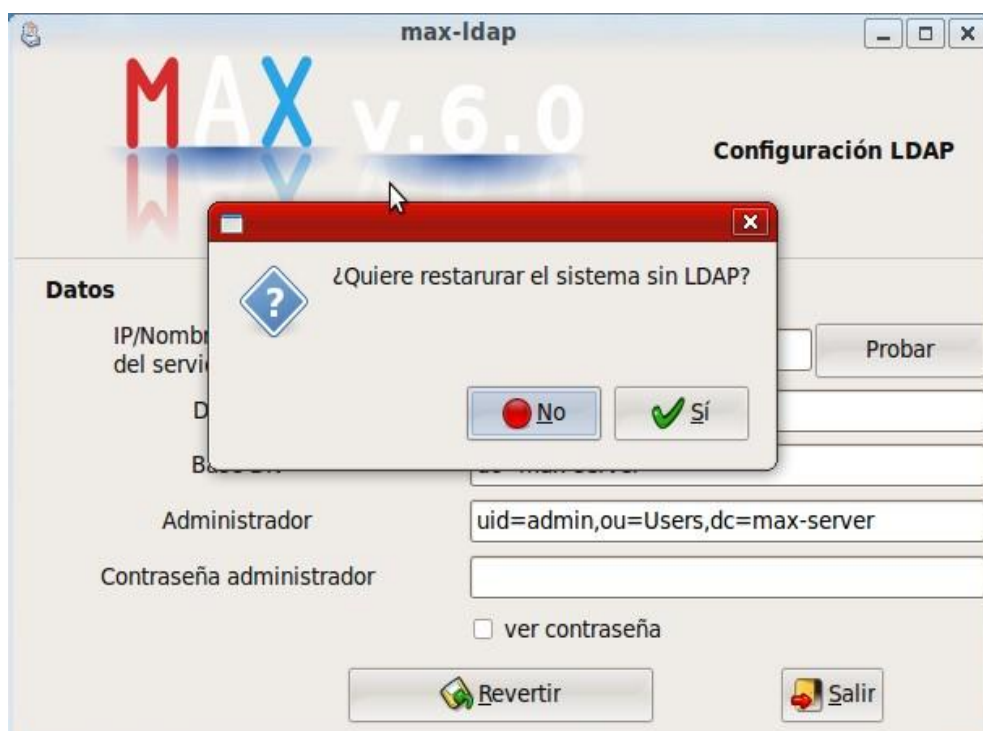 max-ldap
MAX v.6.0
Configuración LDAP
¿Quiere restarurar el sistema sin LDAP?
No
Sí
Datos
IP/Nombr
del servi
Probar
D
B
Administrador
uid=admin,ou=Users,dc=max-server
Contraseña administrador
ver contraseña
Revertir
Salir